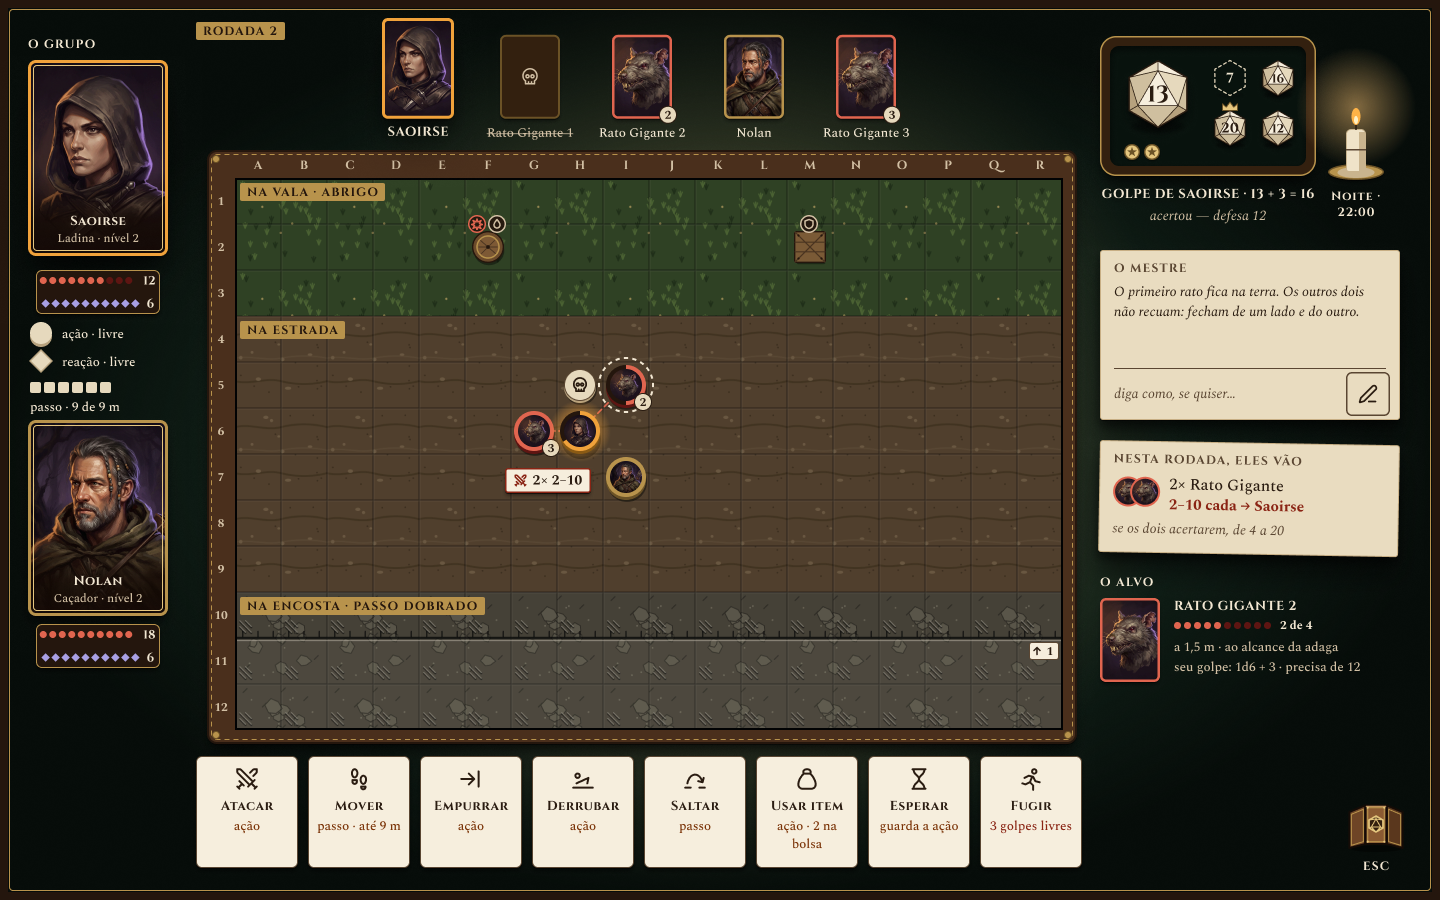 O GRUPO
RODADA 2
SAOIRSE
Rato Gigante 1
2
Rato Gigante 2
Nolan
3
Rato Gigante 3
SAOIRSE
Ladina · nível 2
12
6
ação · livre
reação · livre
passo · 9 de 9 m
NOLAN
Caçador · nível 2
18
6
A B C D E F G H I J K L M N O P Q R
1
2
3
4
5
6
7
8
9
10
11
12
NA VALA · ABRIGO
NA ESTRADA
2
3
2× 2–10
NA ENCOSTA · PASSO DOBRADO
1
ATACAR
ação
MOVER
passo · até 9 m
EMPURRAR
ação
DERRUBAR
ação
SALTAR
passo
USAR ITEM
ação · 2 na
bolsa
ESPERAR
guarda a ação
FUGIR
3 golpes livres
13
7
16
20
12
GOLPE DE SAOIRSE · 13 + 3 = 16
acertou — defesa 12
NOITE ·
22:00
O MESTRE
O primeiro rato fica na terra. Os outros dois
não recuam: fecham de um lado e do outro.
diga como, se quiser...
NESTA RODADA, ELES VÃO
2× Rato Gigante
2–10 cada → Saoirse
se os dois acertarem, de 4 a 20
O ALVO
RATO GIGANTE 2
2 de 4
a 1,5 m · ao alcance da adaga
seu golpe: 1d6 + 3 · precisa de 12
ESC